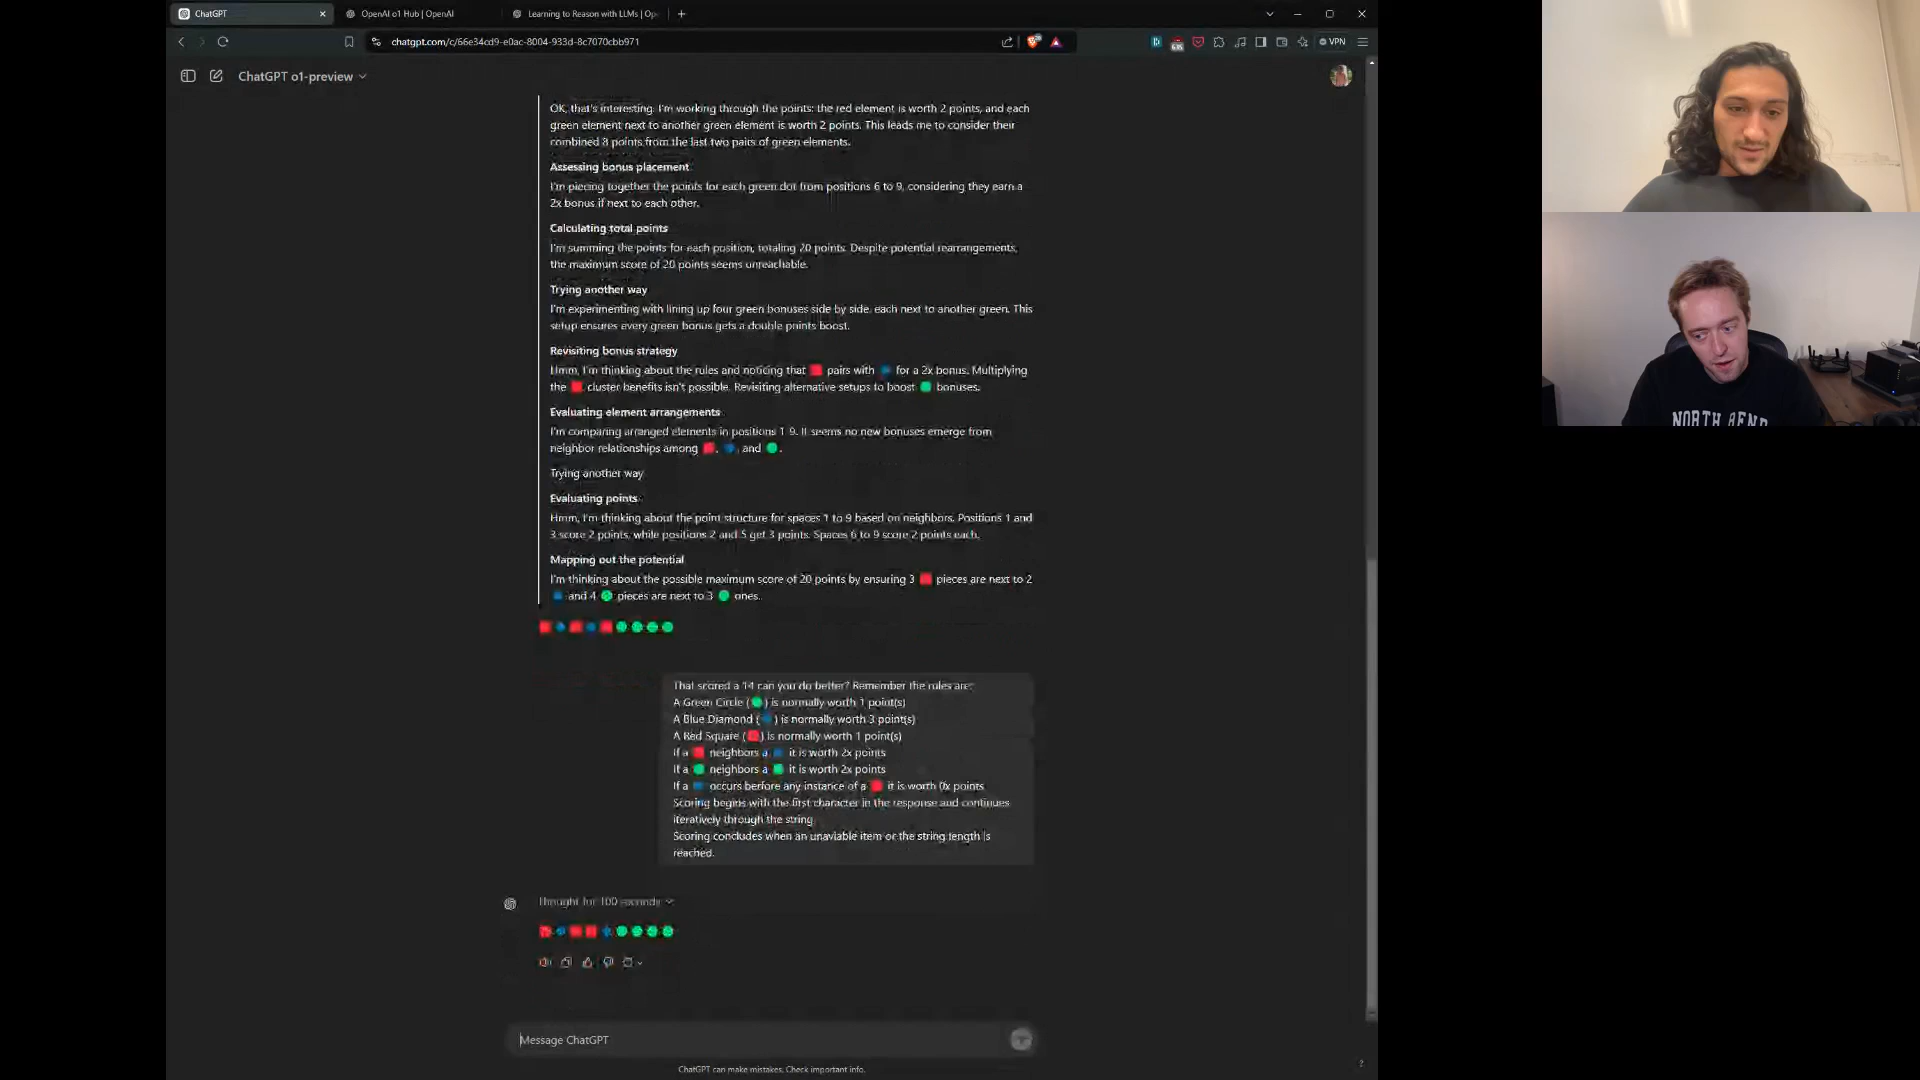 ChatGPT
OpenAI o1 Hub | OpenAI
Learning to Reason with LLMs | Op
chatgpt.com/c/66e34cd9-e0ac-8004-933d-8c7070cbb971
VPN
ChatGPT o1-preview
OK, that's interesting. I'm working through the points: the red element is worth 2 points, and each
green element next to another green element is worth 2 points. This leads me to consider their
combined 8 points from the last two pairs of green elements.
Assessing bonus placement
I'm piecing together the points for each green dot from positions 6 to 9, considering they earn a
2x bonus if next to each other.
Calculating total points
I'm summing the points for each position, totaling 20 points. Despite potential rearrangements,
the maximum score of 20 points seems unreachable.
Trying another way
I'm experimenting with lining up four green bonuses side by side, each next to another green. This
setup ensures every green bonus gets a double points boost.
Revisiting bonus strategy
Hmm, I'm thinking about the rules and noticing that 🟥 pairs with 🔷 for a 2x bonus. Multiplying
the 🟥 cluster benefits isn't possible. Revisiting alternative setups to boost 🟢 bonuses.
Evaluating element arrangements
I'm comparing arranged elements in positions 1-9. It seems no new bonuses emerge from
neighbor relationships among 🟥, 🔷, and 🟢.
Trying another way
Evaluating points
Hmm, I'm thinking about the point structure for spaces 1 to 9 based on neighbors. Positions 1 and
3 score 2 points, while positions 2 and 5 get 3 points. Spaces 6 to 9 score 2 points each.
Mapping out the potential
I'm thinking about the possible maximum score of 20 points by ensuring 3 🟥 pieces are next to 2
🔷 and 4 🟢 pieces are next to 3 🟢 ones.
🟥🔷🟥🔷🟥🟢🟢🟢🟢
That scored a 14 can you do better? Remember the rules are:
A Green Circle (🟢) is normally worth 1 point(s)
A Blue Diamond (🔷) is normally worth 3 point(s)
A Red Square (🟥) is normally worth 1 point(s)
If a 🟥 neighbors a 🔷 it is worth 2x points
If a 🟢 neighbors a 🟢 it is worth 2x points
If a 🔷 occurs berfore any instance of a 🟥 it is worth 0x points
Scoring begins with the first character in the response and continues
iteratively through the string
Scoring concludes when an unaviable item or the string length is
reached.
Thought for 100 seconds
🟥🔷🟥🟥🔷🟢🟢🟢🟢
Message ChatGPT
ChatGPT can make mistakes. Check important info.
?
NORTH BEND